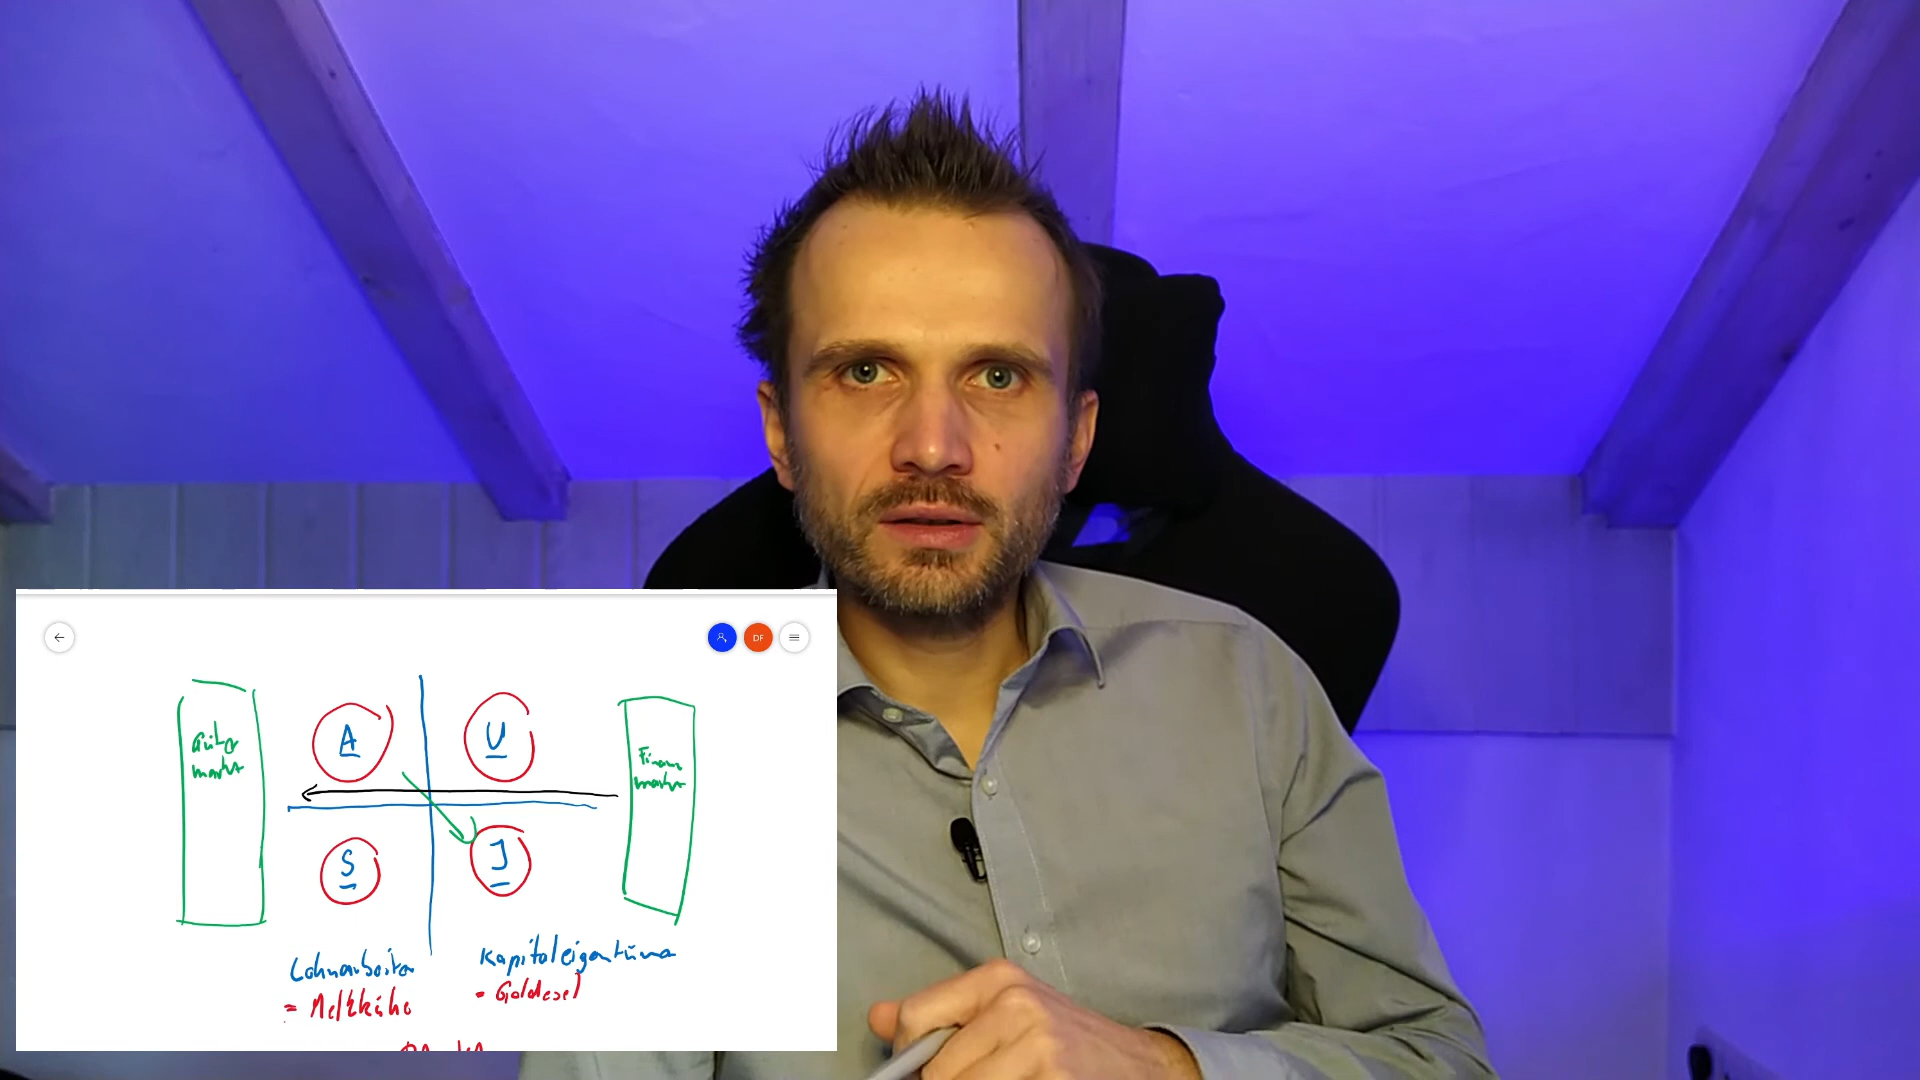 DF
Güter
markt
A
U
Finanz
markt
S
J
Lohnarbeiter
= Melkkühe
Kapitaleigentümer
= Goldesel